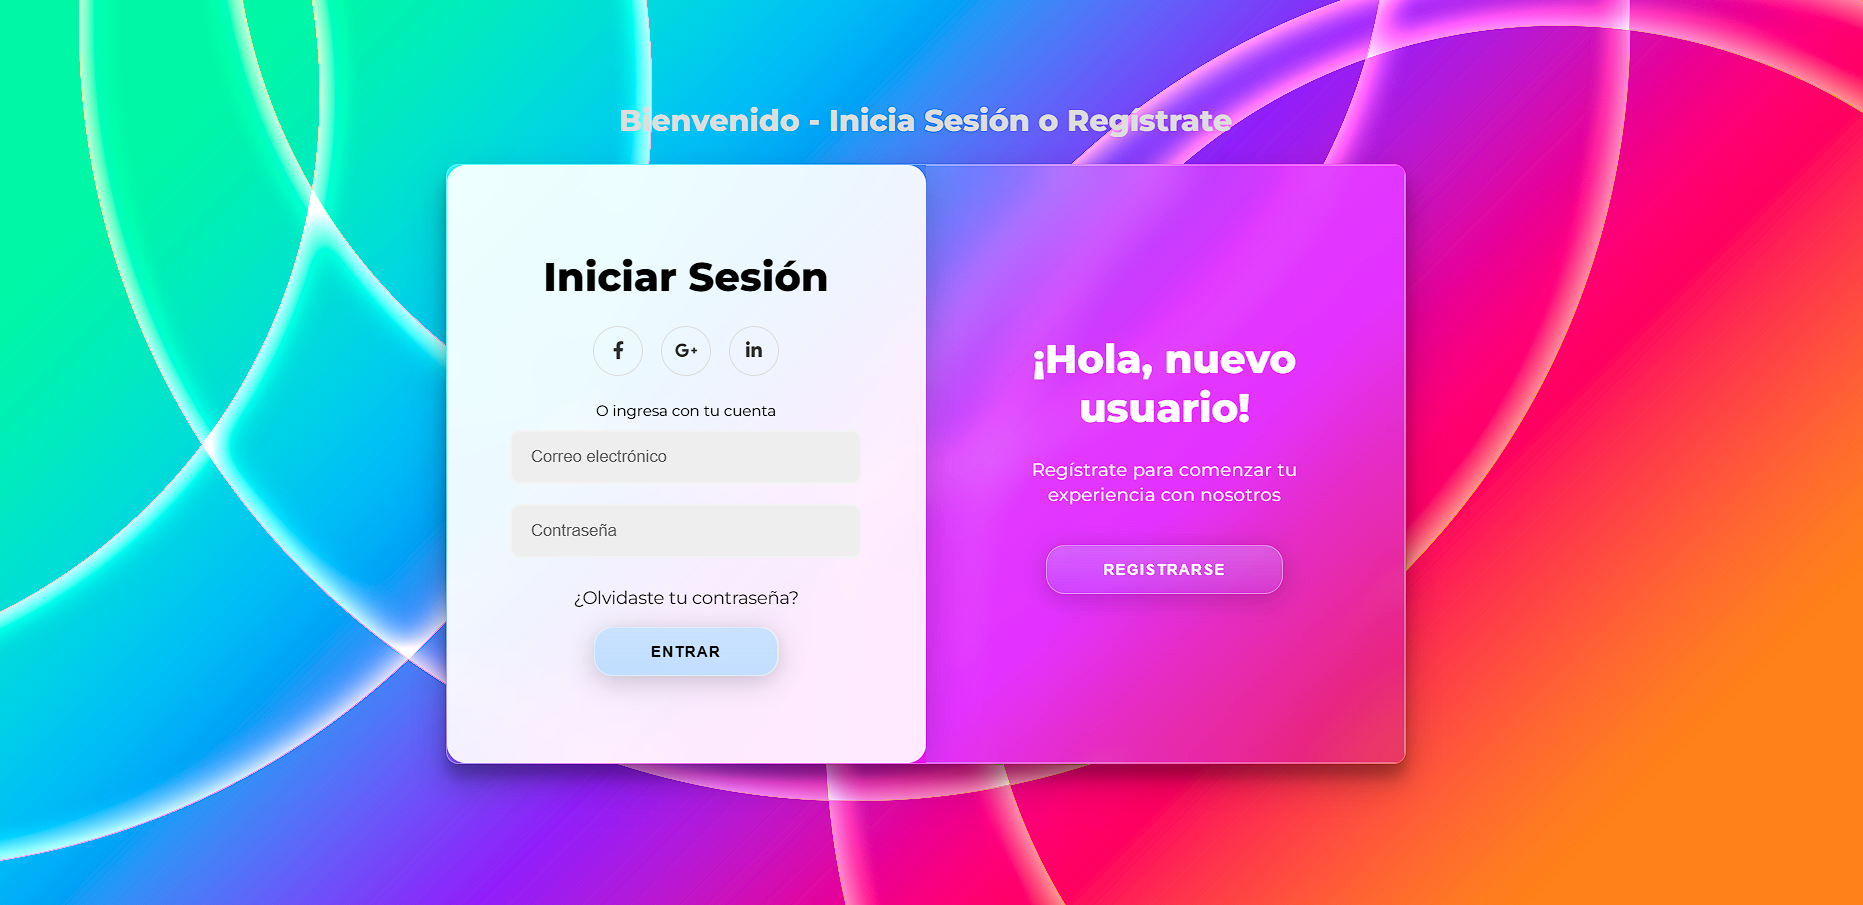 Bienvenido - Inicia Sesión o Regístrate
Iniciar Sesión
f G+ in
O ingresa con tu cuenta
Correo electrónico
Contraseña
¿Olvidaste tu contraseña?
ENTRAR
¡Hola, nuevo
usuario!
Regístrate para comenzar tu
experiencia con nosotros
REGISTRARSE